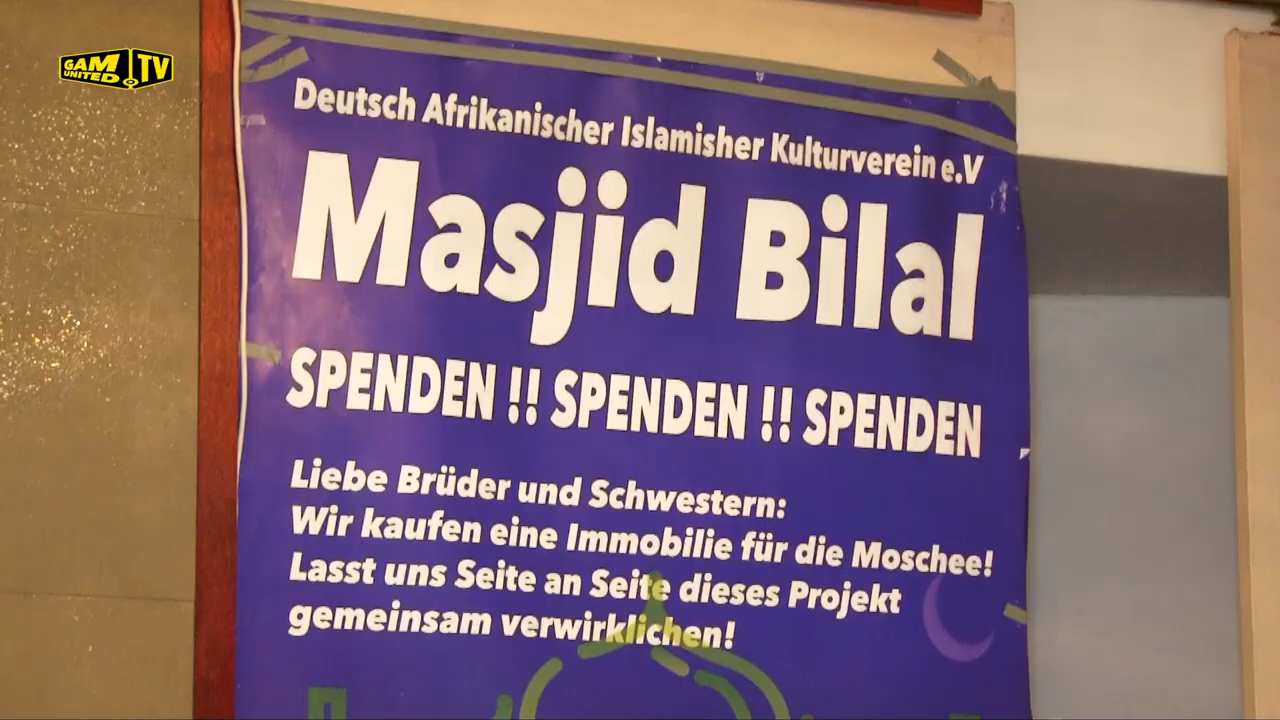 GAM UNITED.TV
Deutsch Afrikanischer Islamisher Kulturverein e.V
Masjid Bilal
SPENDEN !! SPENDEN !! SPENDEN
Liebe Brüder und Schwestern:
Wir kaufen eine Immobilie für die Moschee!
Lasst uns Seite an Seite dieses Projekt
gemeinsam verwirklichen!